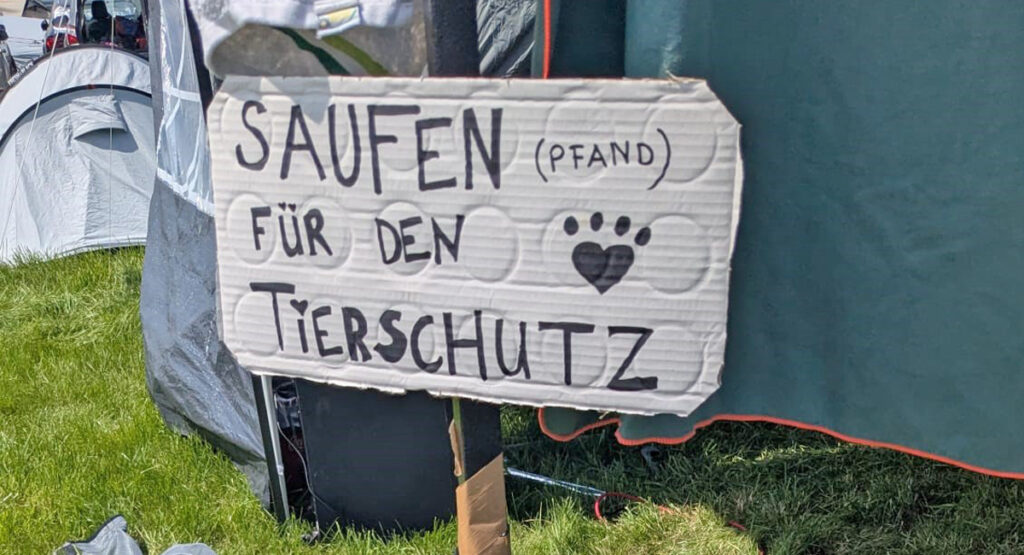 SAUFEN (PFAND)
FÜR DEN
TiERSCHUTZ